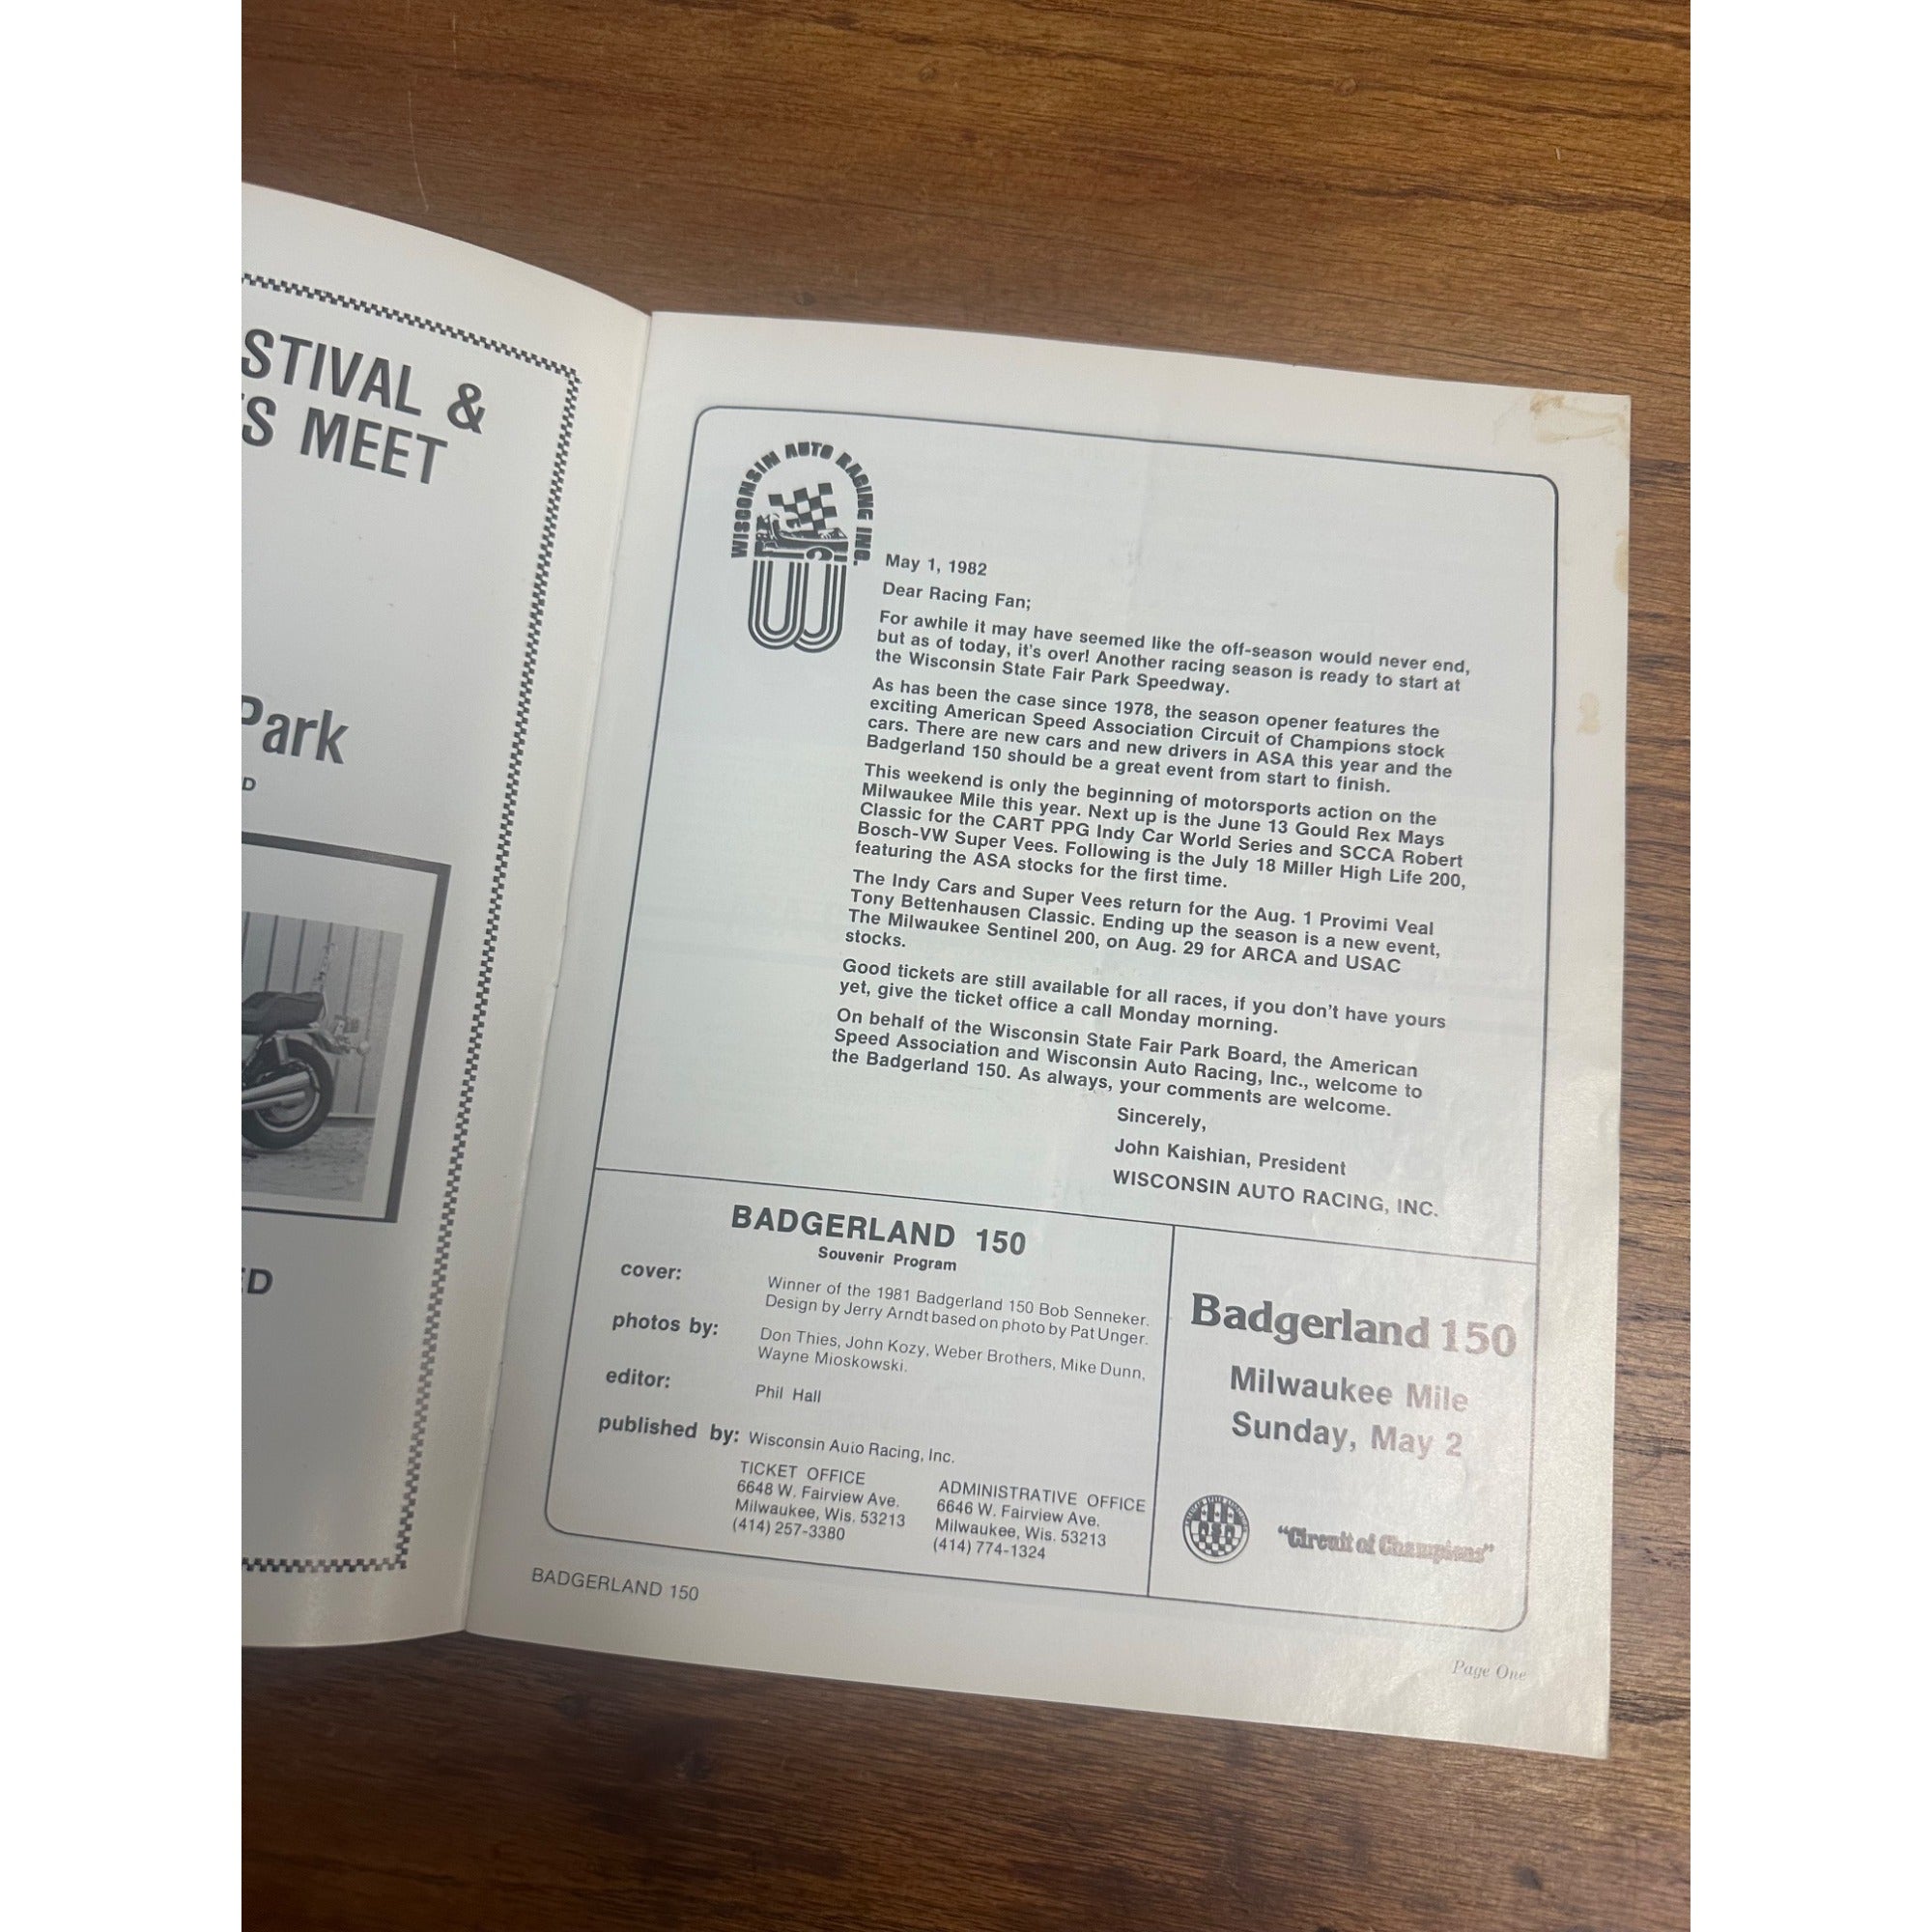 STIVAL &
S MEET
Park
D
ED
WISCONSIN AUTO RACING INC.
May 1, 1982
Dear Racing Fan;
For awhile it may have seemed like the off-season would never end,
but as of today, it's over! Another racing season is ready to start at
the Wisconsin State Fair Park Speedway.
As has been the case since 1978, the season opener features the
exciting American Speed Association Circuit of Champions stock
cars. There are new cars and new drivers in ASA this year and the
Badgerland 150 should be a great event from start to finish.
This weekend is only the beginning of motorsports action on the
Milwaukee Mile this year. Next up is the June 13 Gould Rex Mays
Classic for the CART PPG Indy Car World Series and SCCA Robert
Bosch-VW Super Vees. Following is the July 18 Miller High Life 200,
featuring the ASA stocks for the first time.
The Indy Cars and Super Vees return for the Aug. 1 Provimi Veal
Tony Bettenhausen Classic. Ending up the season is a new event,
The Milwaukee Sentinel 200, on Aug. 29 for ARCA and USAC
stocks.
Good tickets are still available for all races, if you don't have yours
yet, give the ticket office a call Monday morning.
On behalf of the Wisconsin State Fair Park Board, the American
Speed Association and Wisconsin Auto Racing, Inc., welcome to
the Badgerland 150. As always, your comments are welcome.
Sincerely,
John Kaishian, President
WISCONSIN AUTO RACING, INC.
BADGERLAND 150
Souvenir Program
cover: Winner of the 1981 Badgerland 150 Bob Senneker.
Design by Jerry Arndt based on photo by Pat Unger.
photos by: Don Thies, John Kozy, Weber Brothers, Mike Dunn,
Wayne Mioskowski.
editor: Phil Hall
published by: Wisconsin Auto Racing, Inc.
TICKET OFFICE
6648 W. Fairview Ave.
Milwaukee, Wis. 53213
(414) 257-3380
ADMINISTRATIVE OFFICE
6646 W. Fairview Ave.
Milwaukee, Wis. 53213
(414) 774-1324
Badgerland 150
Milwaukee Mile
Sunday, May 2
ASA
"Circuit of Champions"
BADGERLAND 150
Page One